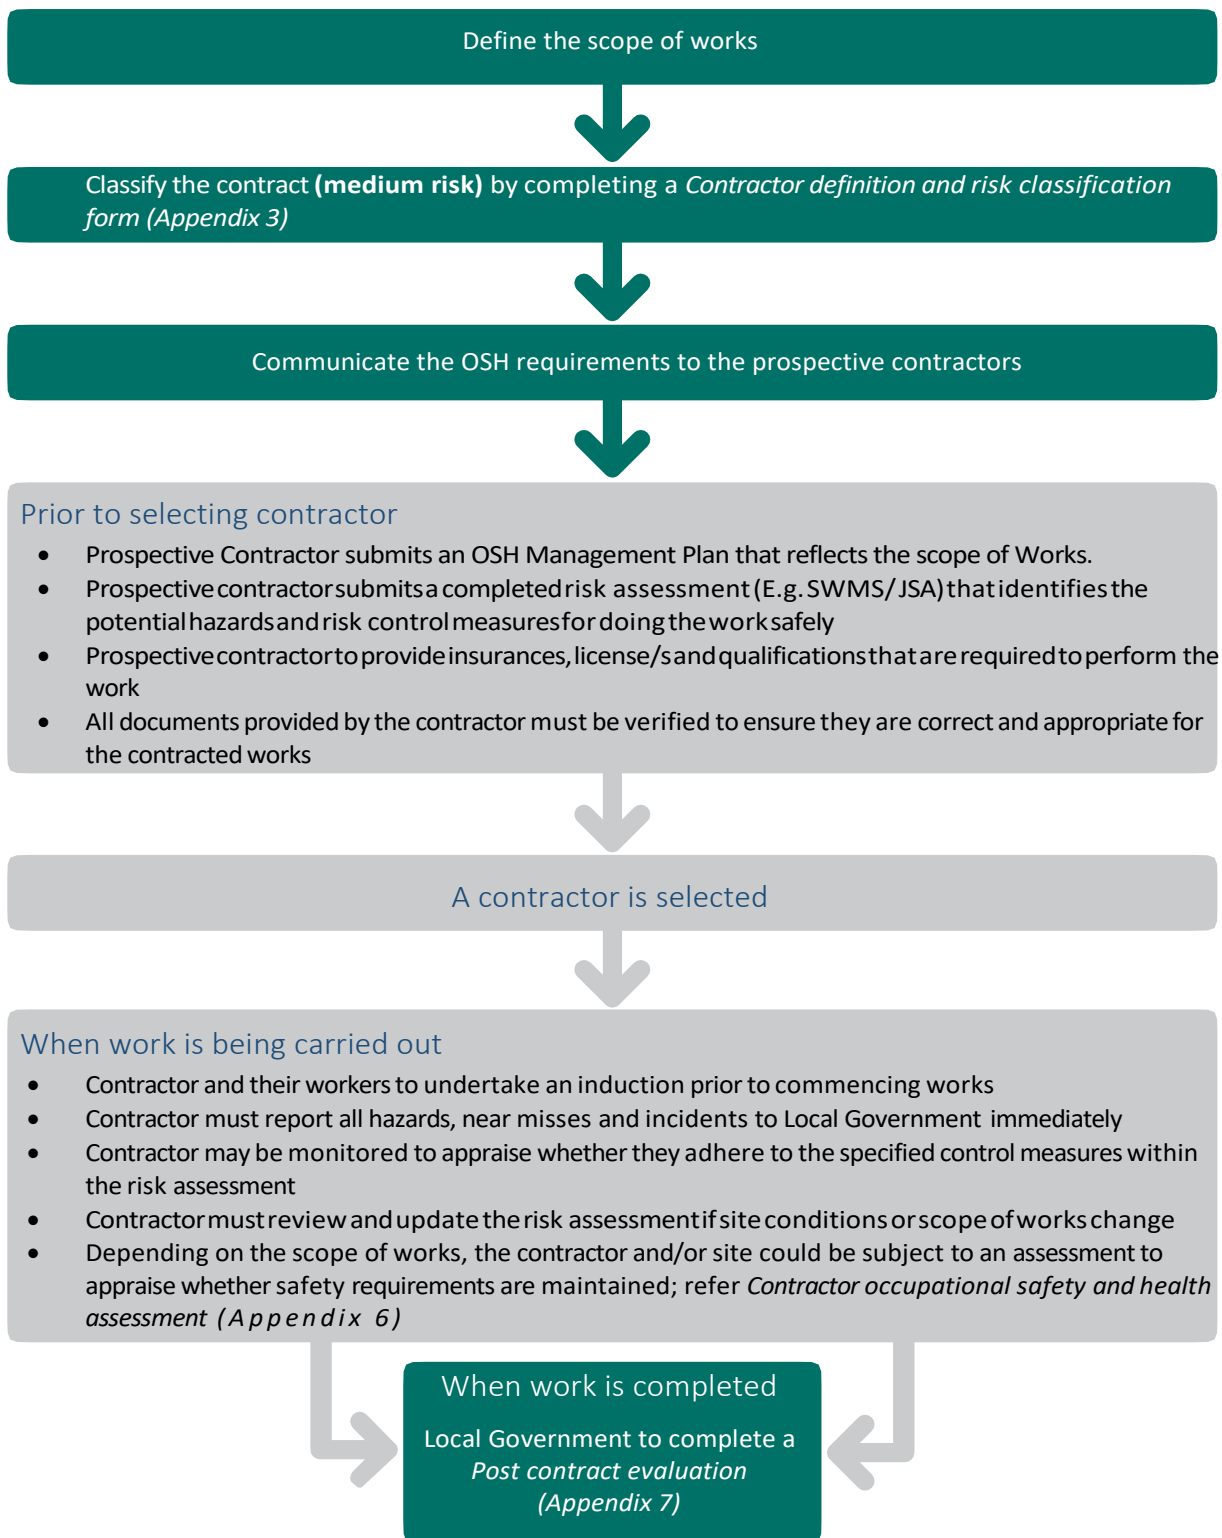 Define the scope of works
Classify the contract (medium risk) by completing a Contractor definition and risk classification
form (Appendix 3)
Communicate the OSH requirements to the prospective contractors
Prior to selecting contractor
• Prospective Contractor submits an OSH Management Plan that reflects the scope of Works.
• Prospective contractor submits a completed risk assessment (E.g. SWMS/ JSA) that identifies the
potential hazards and risk control measures for doing the work safely
• Prospective contractor to provide insurances, license/s and qualifications that are required to perform the
work
• All documents provided by the contractor must be verified to ensure they are correct and appropriate for
the contracted works
A contractor is selected
When work is being carried out
• Contractor and their workers to undertake an induction prior to commencing works
• Contractor must report all hazards, near misses and incidents to Local Government immediately
• Contractor may be monitored to appraise whether they adhere to the specified control measures within
the risk assessment
• Contractor must review and update the risk assessment if site conditions or scope of works change
• Depending on the scope of works, the contractor and/or site could be subject to an assessment to
appraise whether safety requirements are maintained; refer Contractor occupational safety and health
assessment (Appendix 6)
When work is completed
Local Government to complete a
Post contract evaluation
(Appendix 7)